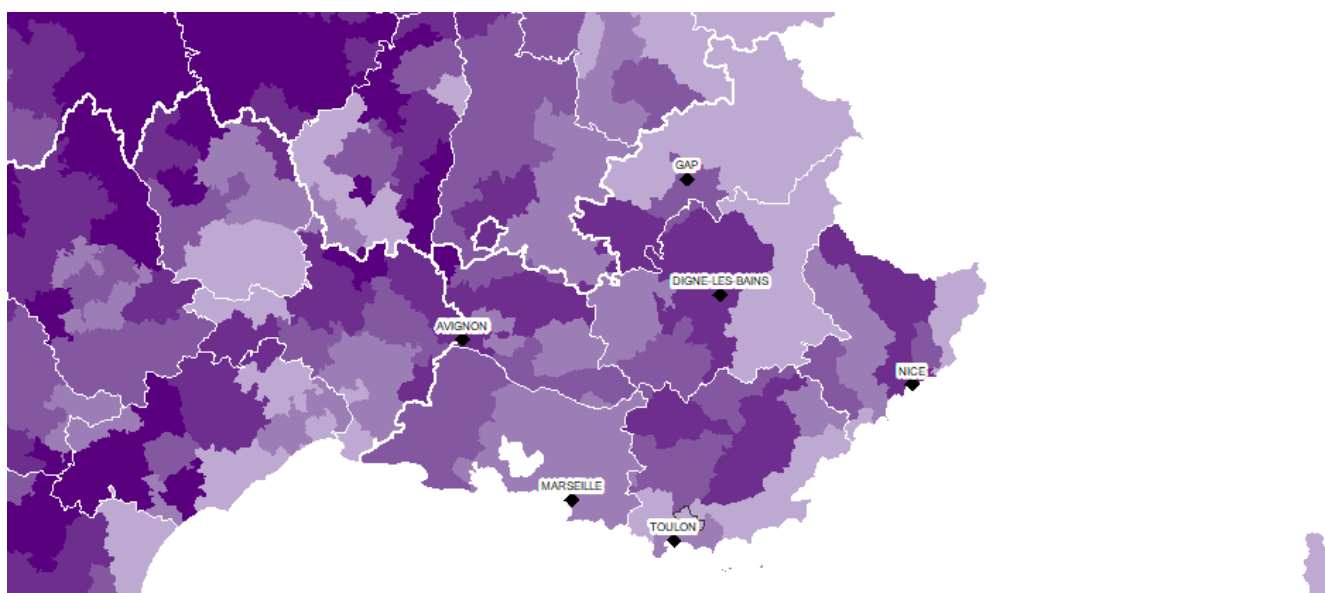 GAP
DIGNE-LES-BAINS
AVIGNON
NICE
MARSEILLE
TOULON